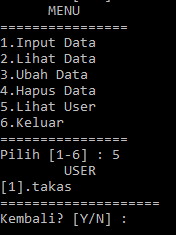 MENU
================
1.Input Data
2.Lihat Data
3.Ubah Data
4.Hapus Data
5.Lihat User
6.Keluar
================
Pilih [1-6] : 5
USER
[1].takas
====================
Kembali? [Y/N] :